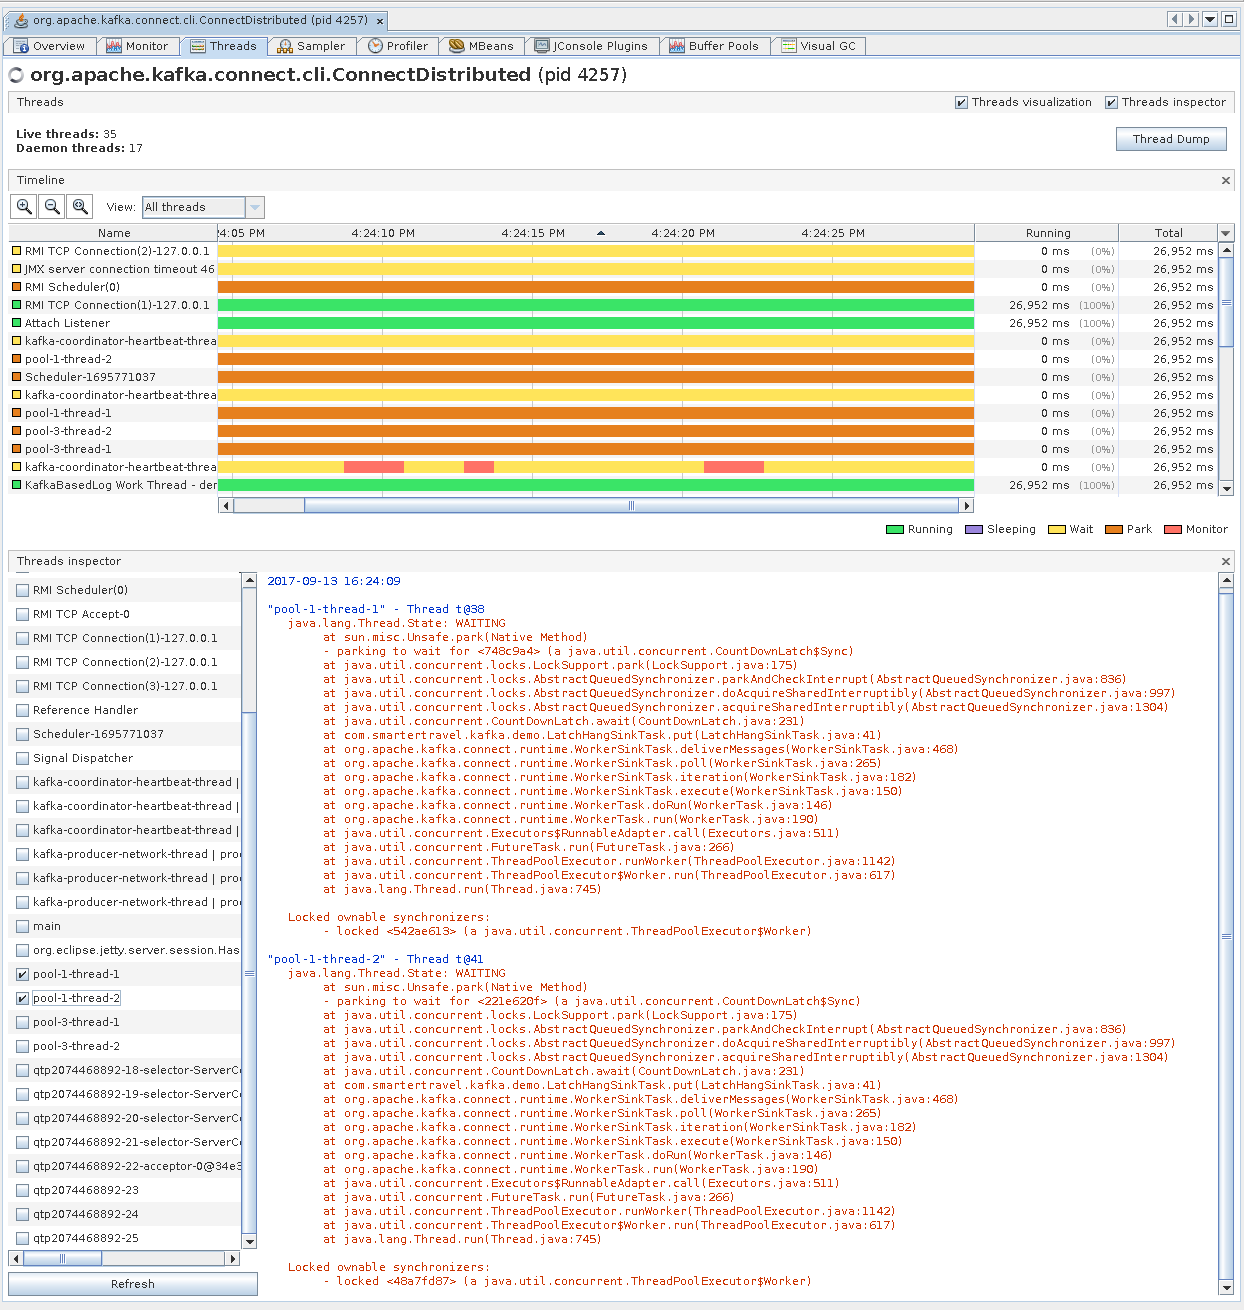 org.apache.kafka.connect.cli.ConnectDistributed (pid 4257)
Overview Monitor Threads Sampler Profiler MBeans JConsole Plugins Buffer Pools Visual GC
org.apache.kafka.connect.cli.ConnectDistributed (pid 4257)
Threads Threads visualization Threads inspector
Live threads: 35
Daemon threads: 17
Thread Dump
Timeline
View: All threads
Name 4:05 PM 4:24:10 PM 4:24:15 PM 4:24:20 PM 4:24:25 PM Running Total
RMI TCP Connection(2)-127.0.0.1 0 ms (0%) 26,952 ms
JMX server connection timeout 46 0 ms (0%) 26,952 ms
RMI Scheduler(0) 0 ms (0%) 26,952 ms
RMI TCP Connection(1)-127.0.0.1 26,952 ms (100%) 26,952 ms
Attach Listener 26,952 ms (100%) 26,952 ms
kafka-coordinator-heartbeat-threa 0 ms (0%) 26,952 ms
pool-1-thread-2 0 ms (0%) 26,952 ms
Scheduler-1695771037 0 ms (0%) 26,952 ms
kafka-coordinator-heartbeat-threa 0 ms (0%) 26,952 ms
pool-1-thread-1 0 ms (0%) 26,952 ms
pool-3-thread-2 0 ms (0%) 26,952 ms
pool-3-thread-1 0 ms (0%) 26,952 ms
kafka-coordinator-heartbeat-threa 0 ms (0%) 26,952 ms
KafkaBasedLog Work Thread - der 26,952 ms (100%) 26,952 ms
Running Sleeping Wait Park Monitor
Threads inspector
RMI Scheduler(0)
RMI TCP Accept-0
RMI TCP Connection(1)-127.0.0.1
RMI TCP Connection(2)-127.0.0.1
RMI TCP Connection(3)-127.0.0.1
Reference Handler
Scheduler-1695771037
Signal Dispatcher
kafka-coordinator-heartbeat-thread |
kafka-coordinator-heartbeat-thread |
kafka-coordinator-heartbeat-thread |
kafka-producer-network-thread | pro
kafka-producer-network-thread | pro
kafka-producer-network-thread | pro
main
org.eclipse.jetty.server.session.Has
pool-1-thread-1
pool-1-thread-2
pool-3-thread-1
pool-3-thread-2
qtp2074468892-18-selector-ServerCo
qtp2074468892-19-selector-ServerCo
qtp2074468892-20-selector-ServerCo
qtp2074468892-21-selector-ServerCo
qtp2074468892-22-acceptor-0@34e3
qtp2074468892-23
qtp2074468892-24
qtp2074468892-25
Refresh
2017-09-13 16:24:09
"pool-1-thread-1" - Thread t@38
java.lang.Thread.State: WAITING
at sun.misc.Unsafe.park(Native Method)
- parking to wait for <748c9a4> (a java.util.concurrent.CountDownLatch$Sync)
at java.util.concurrent.locks.LockSupport.park(LockSupport.java:175)
at java.util.concurrent.locks.AbstractQueuedSynchronizer.parkAndCheckInterrupt(AbstractQueuedSynchronizer.java:836)
at java.util.concurrent.locks.AbstractQueuedSynchronizer.doAcquireSharedInterruptibly(AbstractQueuedSynchronizer.java:997)
at java.util.concurrent.locks.AbstractQueuedSynchronizer.acquireSharedInterruptibly(AbstractQueuedSynchronizer.java:1304)
at java.util.concurrent.CountDownLatch.await(CountDownLatch.java:231)
at com.smartertravel.kafka.demo.LatchHangSinkTask.put(LatchHangSinkTask.java:41)
at org.apache.kafka.connect.runtime.WorkerSinkTask.deliverMessages(WorkerSinkTask.java:468)
at org.apache.kafka.connect.runtime.WorkerSinkTask.poll(WorkerSinkTask.java:265)
at org.apache.kafka.connect.runtime.WorkerSinkTask.iteration(WorkerSinkTask.java:182)
at org.apache.kafka.connect.runtime.WorkerSinkTask.execute(WorkerSinkTask.java:150)
at org.apache.kafka.connect.runtime.WorkerTask.doRun(WorkerTask.java:146)
at org.apache.kafka.connect.runtime.WorkerTask.run(WorkerTask.java:190)
at java.util.concurrent.Executors$RunnableAdapter.call(Executors.java:511)
at java.util.concurrent.FutureTask.run(FutureTask.java:266)
at java.util.concurrent.ThreadPoolExecutor.runWorker(ThreadPoolExecutor.java:1142)
at java.util.concurrent.ThreadPoolExecutor$Worker.run(ThreadPoolExecutor.java:617)
at java.lang.Thread.run(Thread.java:745)
Locked ownable synchronizers:
- locked <542ae613> (a java.util.concurrent.ThreadPoolExecutor$Worker)
"pool-1-thread-2" - Thread t@41
java.lang.Thread.State: WAITING
at sun.misc.Unsafe.park(Native Method)
- parking to wait for <221e620f> (a java.util.concurrent.CountDownLatch$Sync)
at java.util.concurrent.locks.LockSupport.park(LockSupport.java:175)
at java.util.concurrent.locks.AbstractQueuedSynchronizer.parkAndCheckInterrupt(AbstractQueuedSynchronizer.java:836)
at java.util.concurrent.locks.AbstractQueuedSynchronizer.doAcquireSharedInterruptibly(AbstractQueuedSynchronizer.java:997)
at java.util.concurrent.locks.AbstractQueuedSynchronizer.acquireSharedInterruptibly(AbstractQueuedSynchronizer.java:1304)
at java.util.concurrent.CountDownLatch.await(CountDownLatch.java:231)
at com.smartertravel.kafka.demo.LatchHangSinkTask.put(LatchHangSinkTask.java:41)
at org.apache.kafka.connect.runtime.WorkerSinkTask.deliverMessages(WorkerSinkTask.java:468)
at org.apache.kafka.connect.runtime.WorkerSinkTask.poll(WorkerSinkTask.java:265)
at org.apache.kafka.connect.runtime.WorkerSinkTask.iteration(WorkerSinkTask.java:182)
at org.apache.kafka.connect.runtime.WorkerSinkTask.execute(WorkerSinkTask.java:150)
at org.apache.kafka.connect.runtime.WorkerTask.doRun(WorkerTask.java:146)
at org.apache.kafka.connect.runtime.WorkerTask.run(WorkerTask.java:190)
at java.util.concurrent.Executors$RunnableAdapter.call(Executors.java:511)
at java.util.concurrent.FutureTask.run(FutureTask.java:266)
at java.util.concurrent.ThreadPoolExecutor.runWorker(ThreadPoolExecutor.java:1142)
at java.util.concurrent.ThreadPoolExecutor$Worker.run(ThreadPoolExecutor.java:617)
at java.lang.Thread.run(Thread.java:745)
Locked ownable synchronizers:
- locked <48a7fd87> (a java.util.concurrent.ThreadPoolExecutor$Worker)